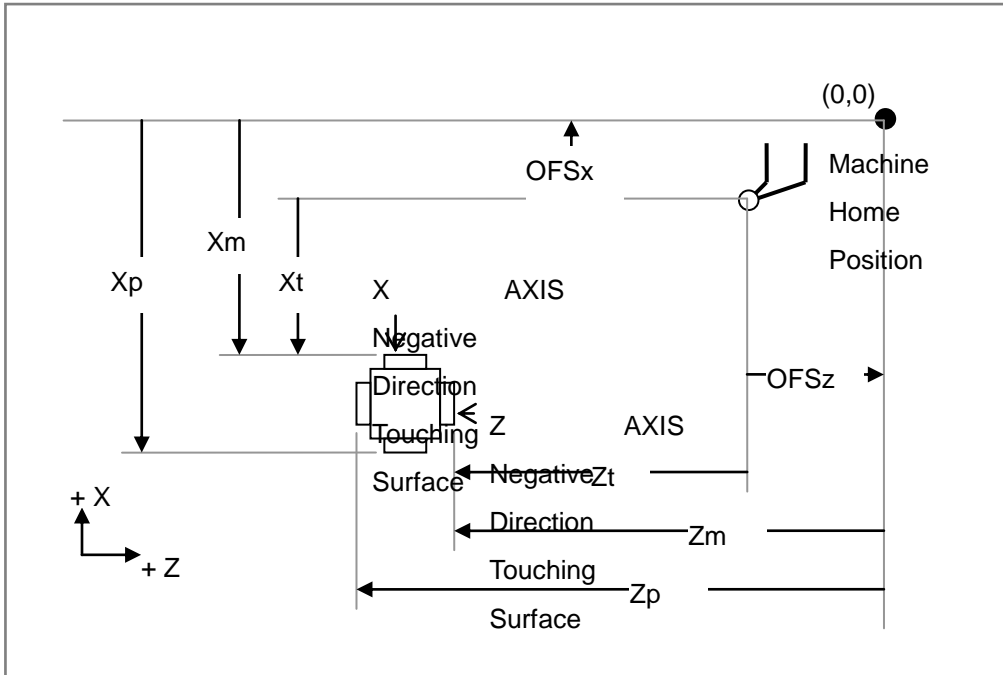 (0,0)
Machine
Home
Position
OFSx
Xm
Xp
Xt
X AXIS
Negative
Direction
Touching
Surface
OFSz
Z AXIS
Negative
Direction
Touching
Surface
Zt
Zm
Zp
+ X
+ Z